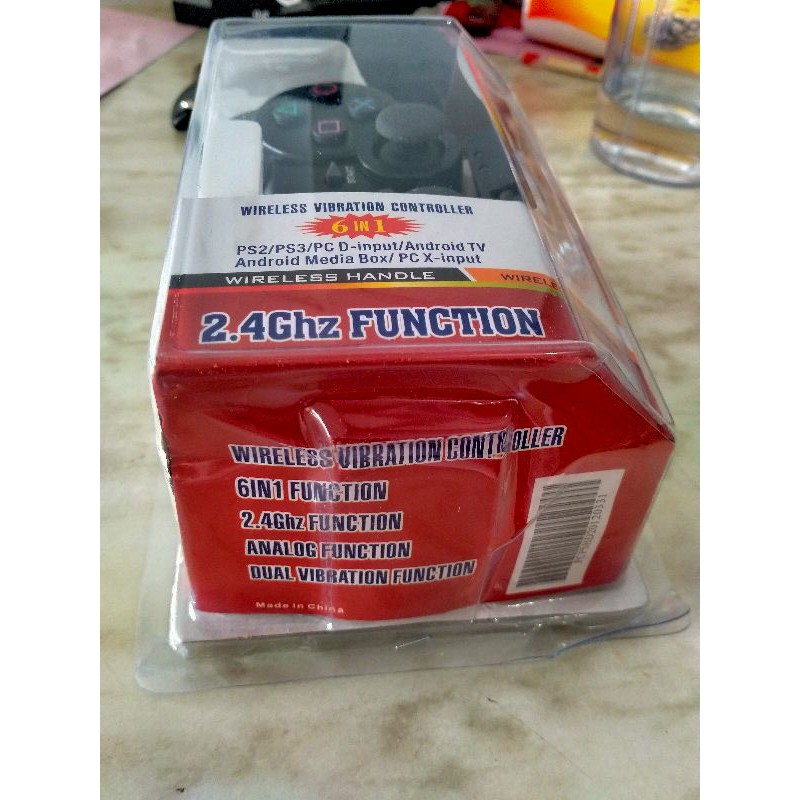 START
WIRELESS VIBRATION CONTROLLER
6 IN 1
PS2/PS3/PC D-input/Android TV
Android Media Box/ PC X-input
WIRELESS HANDLE
WIREL
2.4Ghz FUNCTION
WIRELESS VIBRATION CONTROLLER
6IN1 FUNCTION
2.4Ghz FUNCTION
ANALOG FUNCTION
DUAL VIBRATION FUNCTION
Made in China